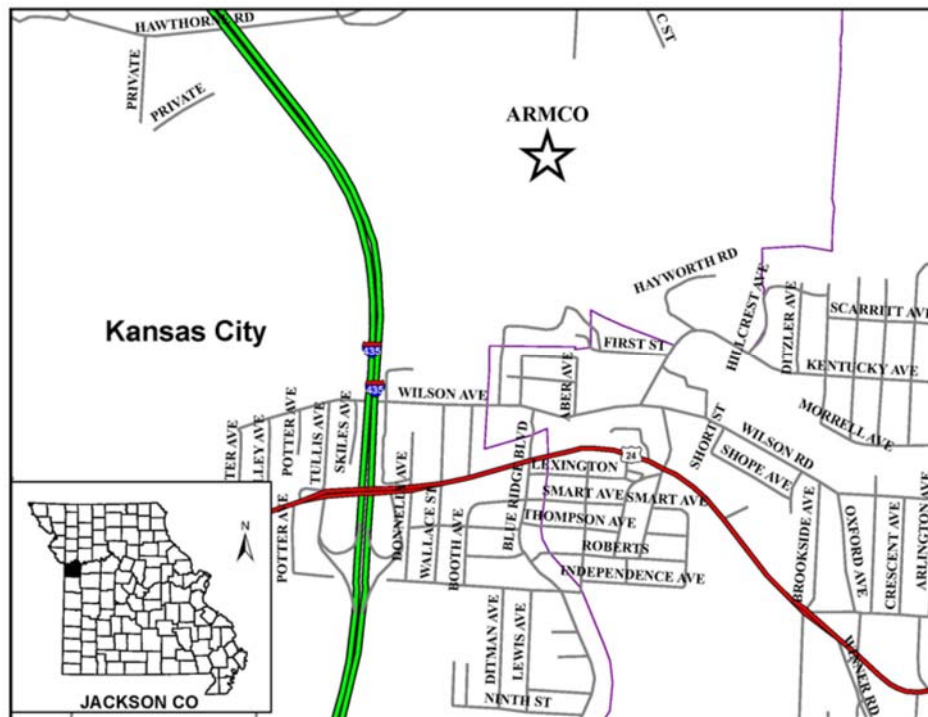 HAWTHORNE RD
C ST
PRIVATE
PRIVATE
ARMCO
HAYWORTH RD
HILLCREST AVE
DITZLER AVE
SCARRITT AVE
Kansas City
435
FIRST ST
KENTUCKY AVE
435
WILSON AVE
ABER AVE
MORRELL AVE
TER AVE
LLEY AVE
POTTER AVE
TULLIS AVE
SKILES AVE
SHORT ST
WILSON RD
BLUE RIDGE BLVD
24
LEXINGTON
SHOPE AVE
SMART AVE
SMART AVE
N
POTTER AVE
DONNELLY AVE
WALLACE ST
BOOTH AVE
THOMPSON AVE
BROOKSIDE AVE
OXFORD AVE
CRESCENT AVE
ARLINGTON AVE
ROBERTS
INDEPENDENCE AVE
DITMAN AVE
LEWIS AVE
WINNER RD
NINTH ST
JACKSON CO